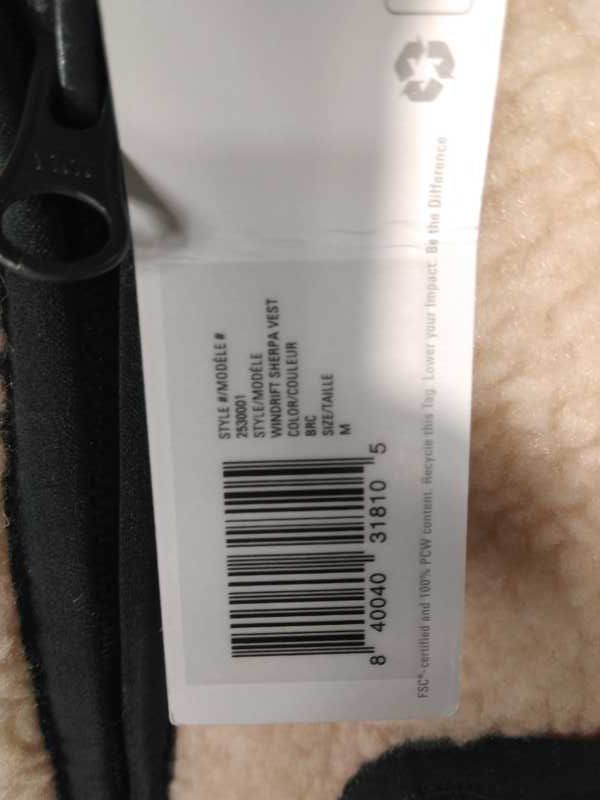 STYLE #/MODÈLE #
2530001
STYLE/MODÈLE
WINDRIFT SHERPA VEST
COLOR/COULEUR
BRC
SIZE/TAILLE
M
8 40040 31810 5
FSC®- certified and 100% PCW content. Recycle this Tag. Lower your Impact. Be the Difference